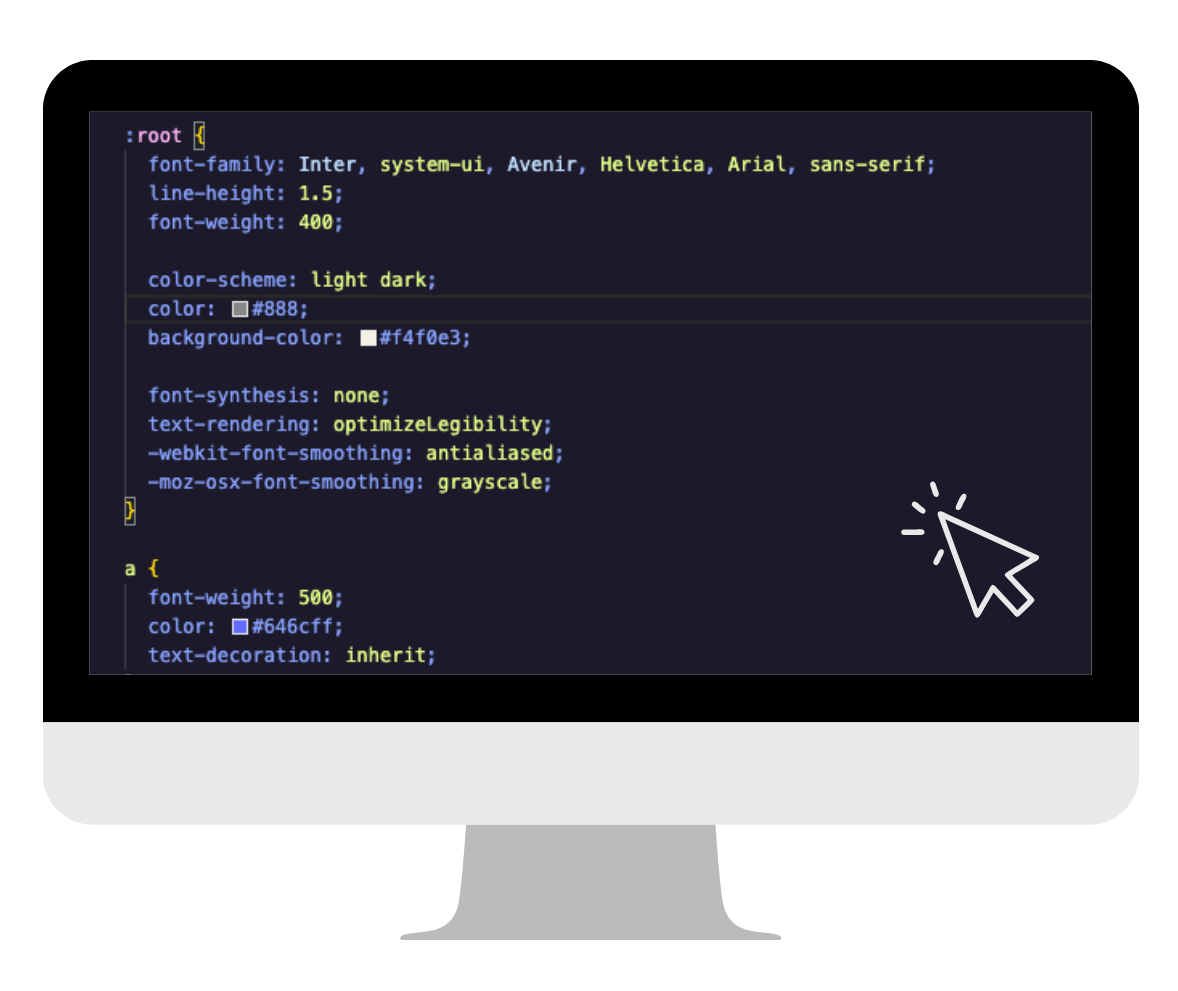 :root {
font-family: Inter, system-ui, Avenir, Helvetica, Arial, sans-serif;
line-height: 1.5;
font-weight: 400;
color-scheme: light dark;
color: #888;
background-color: #f4f0e3;
font-synthesis: none;
text-rendering: optimizeLegibility;
-webkit-font-smoothing: antialiased;
-moz-osx-font-smoothing: grayscale;
}
a {
font-weight: 500;
color: #646cff;
text-decoration: inherit;